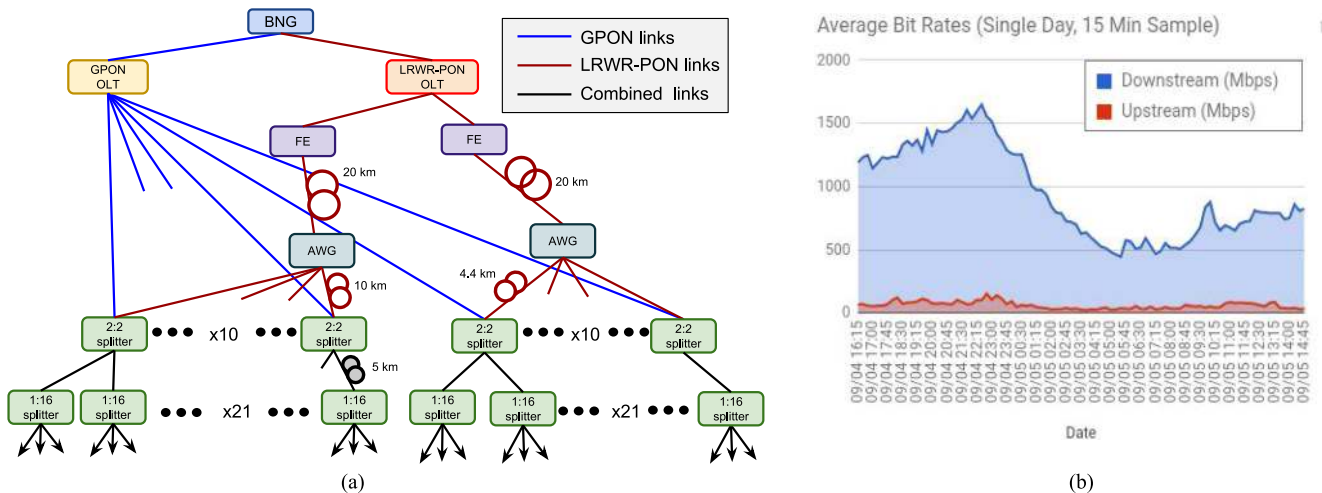 BNG
GPON
OLT
LRWR-PON
OLT
GPON links
LRWR-PON links
Combined links
FE
FE
20 km
20 km
AWG
AWG
10 km
4.4 km
2:2
splitter
x10
2:2
splitter
2:2
splitter
x10
2:2
splitter
5 km
1:16
splitter
1:16
splitter
x21
1:16
splitter
1:16
splitter
1:16
splitter
x21
1:16
splitter
(a)
Average Bit Rates (Single Day, 15 Min Sample)
2000
1500
1000
500
0
Downstream (Mbps)
Upstream (Mbps)
09/04 16:15
09/04 17:00
09/04 17:45
09/04 18:30
09/04 19:15
09/04 20:00
09/04 20:45
09/04 21:30
09/04 22:15
09/04 23:00
09/04 23:45
09/05 00:30
09/05 01:15
09/05 02:00
09/05 02:45
09/05 03:30
09/05 04:15
09/05 05:00
09/05 05:45
09/05 06:30
09/05 07:15
09/05 08:00
09/05 08:45
09/05 09:30
09/05 10:15
09/05 11:00
09/05 11:45
09/05 12:30
09/05 13:15
09/05 14:00
09/05 14:45
Date
(b)